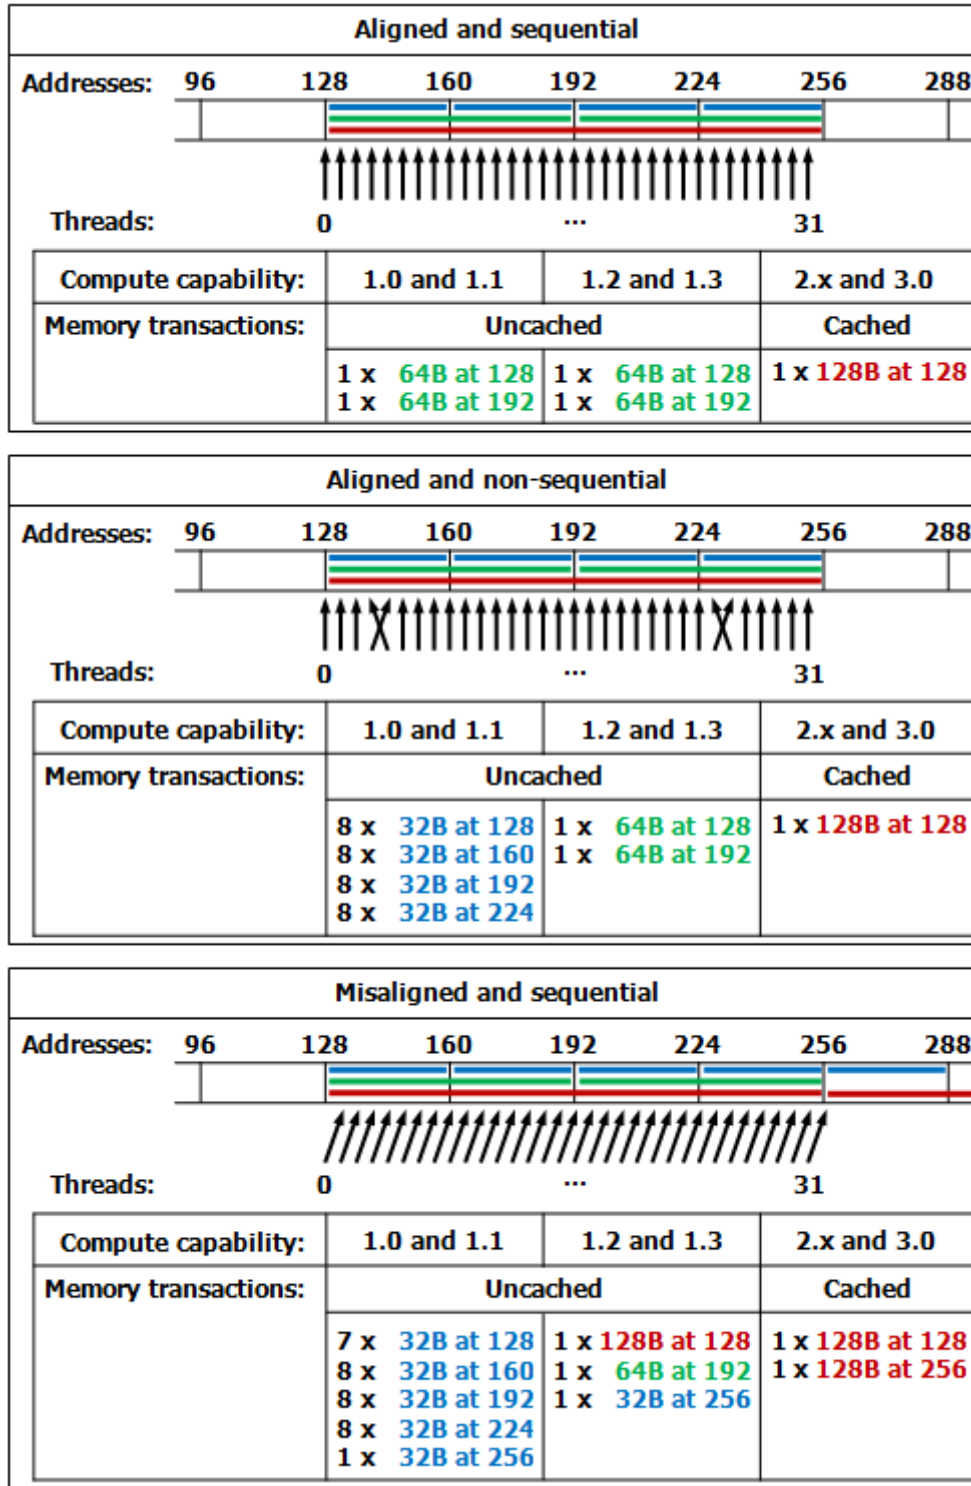 Aligned and sequential
Addresses: 96 128 160 192 224 256 288
Threads: 0 ... 31
Compute capability: 1.0 and 1.1 1.2 and 1.3 2.x and 3.0
Memory transactions: Uncached Cached
1 x 64B at 128 1 x 64B at 128 1 x 128B at 128
1 x 64B at 192 1 x 64B at 192
Aligned and non-sequential
Addresses: 96 128 160 192 224 256 288
Threads: 0 ... 31
Compute capability: 1.0 and 1.1 1.2 and 1.3 2.x and 3.0
Memory transactions: Uncached Cached
8 x 32B at 128 1 x 64B at 128 1 x 128B at 128
8 x 32B at 160 1 x 64B at 192
8 x 32B at 192
8 x 32B at 224
Misaligned and sequential
Addresses: 96 128 160 192 224 256 288
Threads: 0 ... 31
Compute capability: 1.0 and 1.1 1.2 and 1.3 2.x and 3.0
Memory transactions: Uncached Cached
7 x 32B at 128 1 x 128B at 128 1 x 128B at 128
8 x 32B at 160 1 x 64B at 192 1 x 128B at 256
8 x 32B at 192 1 x 32B at 256
8 x 32B at 224
1 x 32B at 256